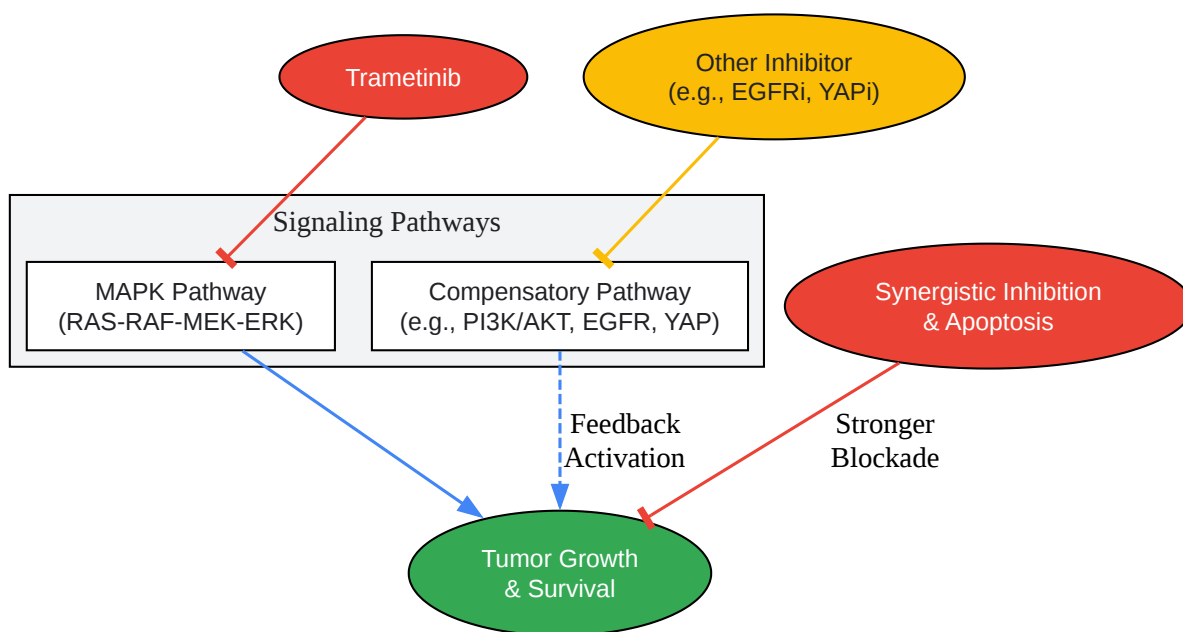 Trametinib
Other Inhibitor
(e.g., EGFRi, YAPi)
Signaling Pathways
MAPK Pathway
(RAS-RAF-MEK-ERK)
Compensatory Pathway
(e.g., PI3K/AKT, EGFR, YAP)
Synergistic Inhibition
& Apoptosis
Feedback
Activation
Stronger
Blockade
Tumor Growth
& Survival